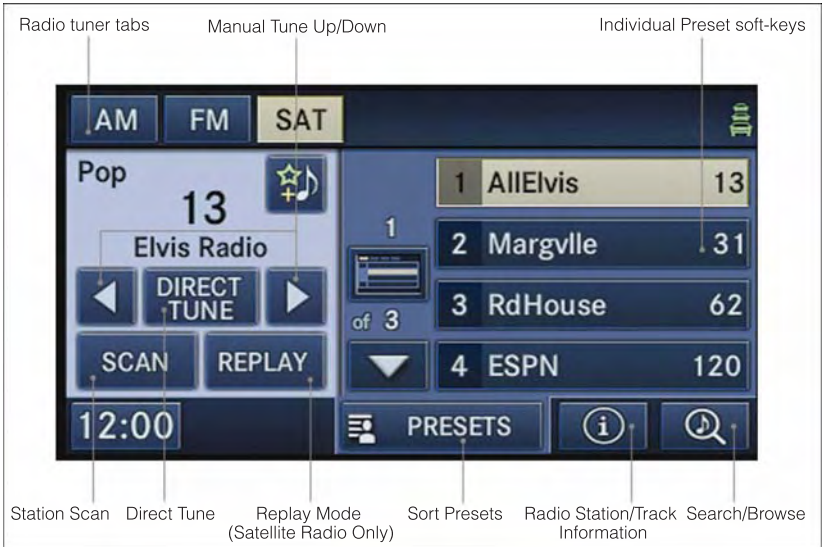 Radio tuner tabs
Manual Tune Up/Down
Individual Preset soft-keys
AM
FM
SAT
Pop
13
Elvis Radio
DIRECT
TUNE
SCAN
REPLAY
12:00
1
of 3
1 AllElvis 13
2 Margvlle 31
3 RdHouse 62
4 ESPN 120
PRESETS
i
Station Scan
Direct Tune
Replay Mode
(Satellite Radio Only)
Sort Presets
Radio Station/Track
Information
Search/Browse